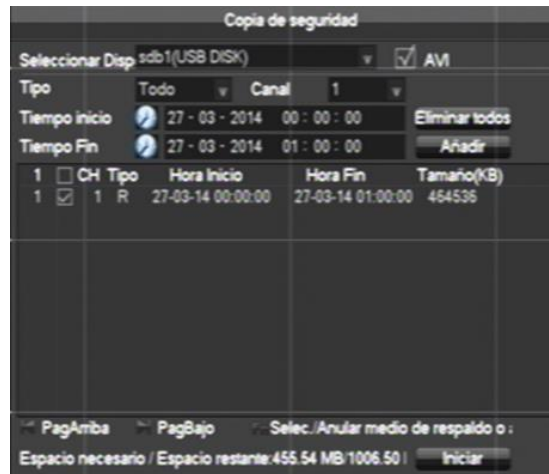 Copia de seguridad
Seleccionar Disp sdb1(USB DISK) AVI
Tipo Todo Canal 1
Tiempo inicio 27 - 03 - 2014 00 : 00 : 00 Eliminar todos
Tiempo Fin 27 - 03 - 2014 01 : 00 : 00 Añadir
1 CH Tipo Hora Inicio Hora Fin Tamaño(KB)
1 1 R 27-03-14 00:00:00 27-03-14 01:00:00 464536
PagArriba PagBajo Selec./Anular medio de respaldo o
Espacio necesario / Espacio restante:455.54 MB/1006.50 Iniciar